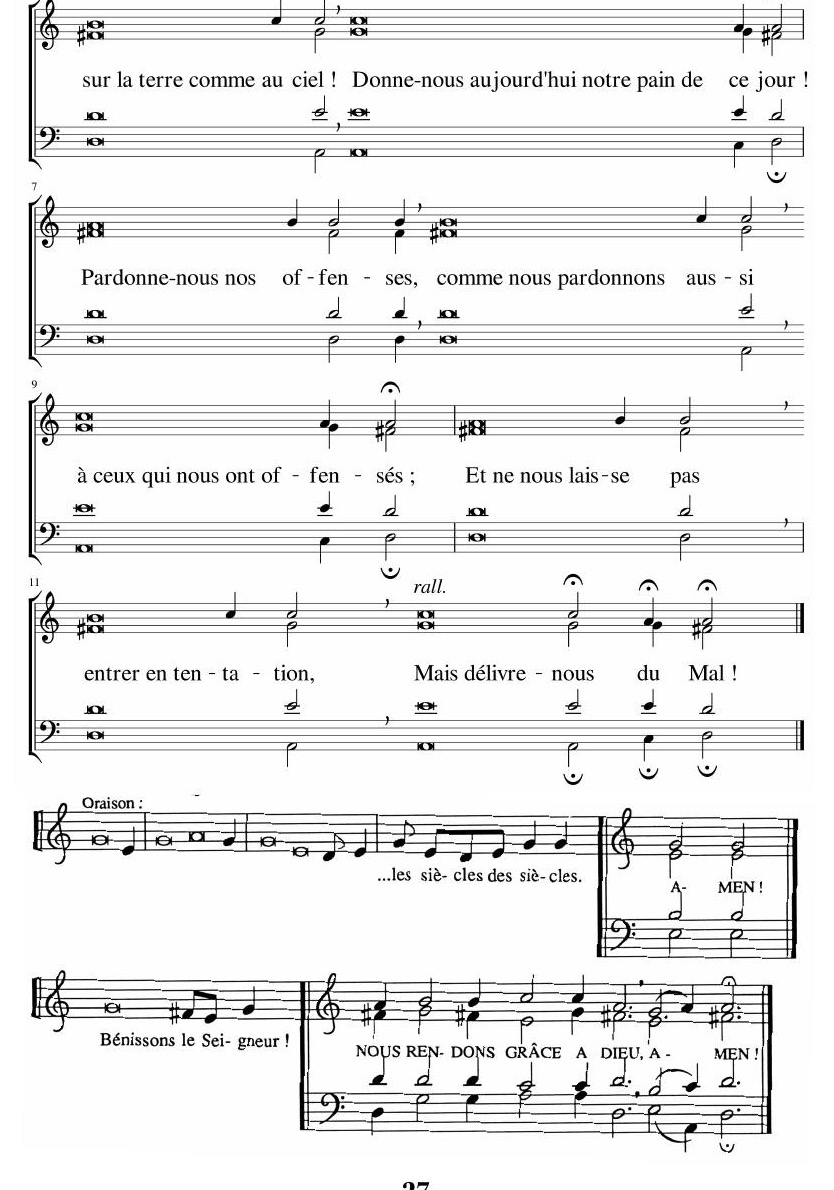 sur la terre comme au ciel ! Donne-nous aujourd'hui notre pain de ce jour !
7
Pardonne-nous nos of - fen - ses, comme nous pardonnons aus - si
9
à ceux qui nous ont of - fen - sés ; Et ne nous lais - se pas
11
rall.
entrer en ten - ta - tion, Mais délivre - nous du Mal !
Oraison :
...les siè- cles des siè- cles.
A- MEN !
Bénissons le Sei- gneur !
NOUS REN- DONS GRÂCE A DIEU, A - MEN !
27